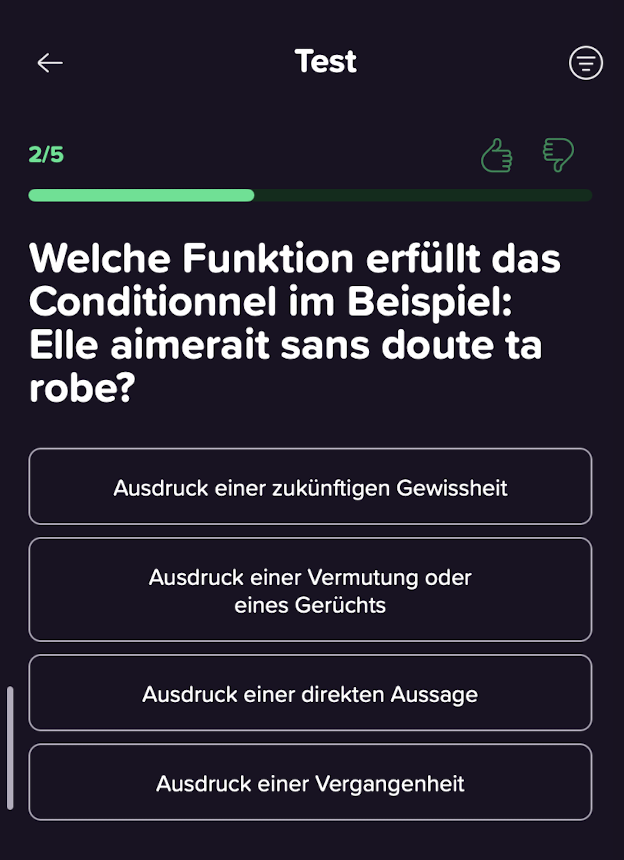 Test
2/5
Welche Funktion erfüllt das
Conditionnel im Beispiel:
Elle aimerait sans doute ta
robe?
Ausdruck einer zukünftigen Gewissheit
Ausdruck einer Vermutung oder
eines Gerüchts
Ausdruck einer direkten Aussage
Ausdruck einer Vergangenheit